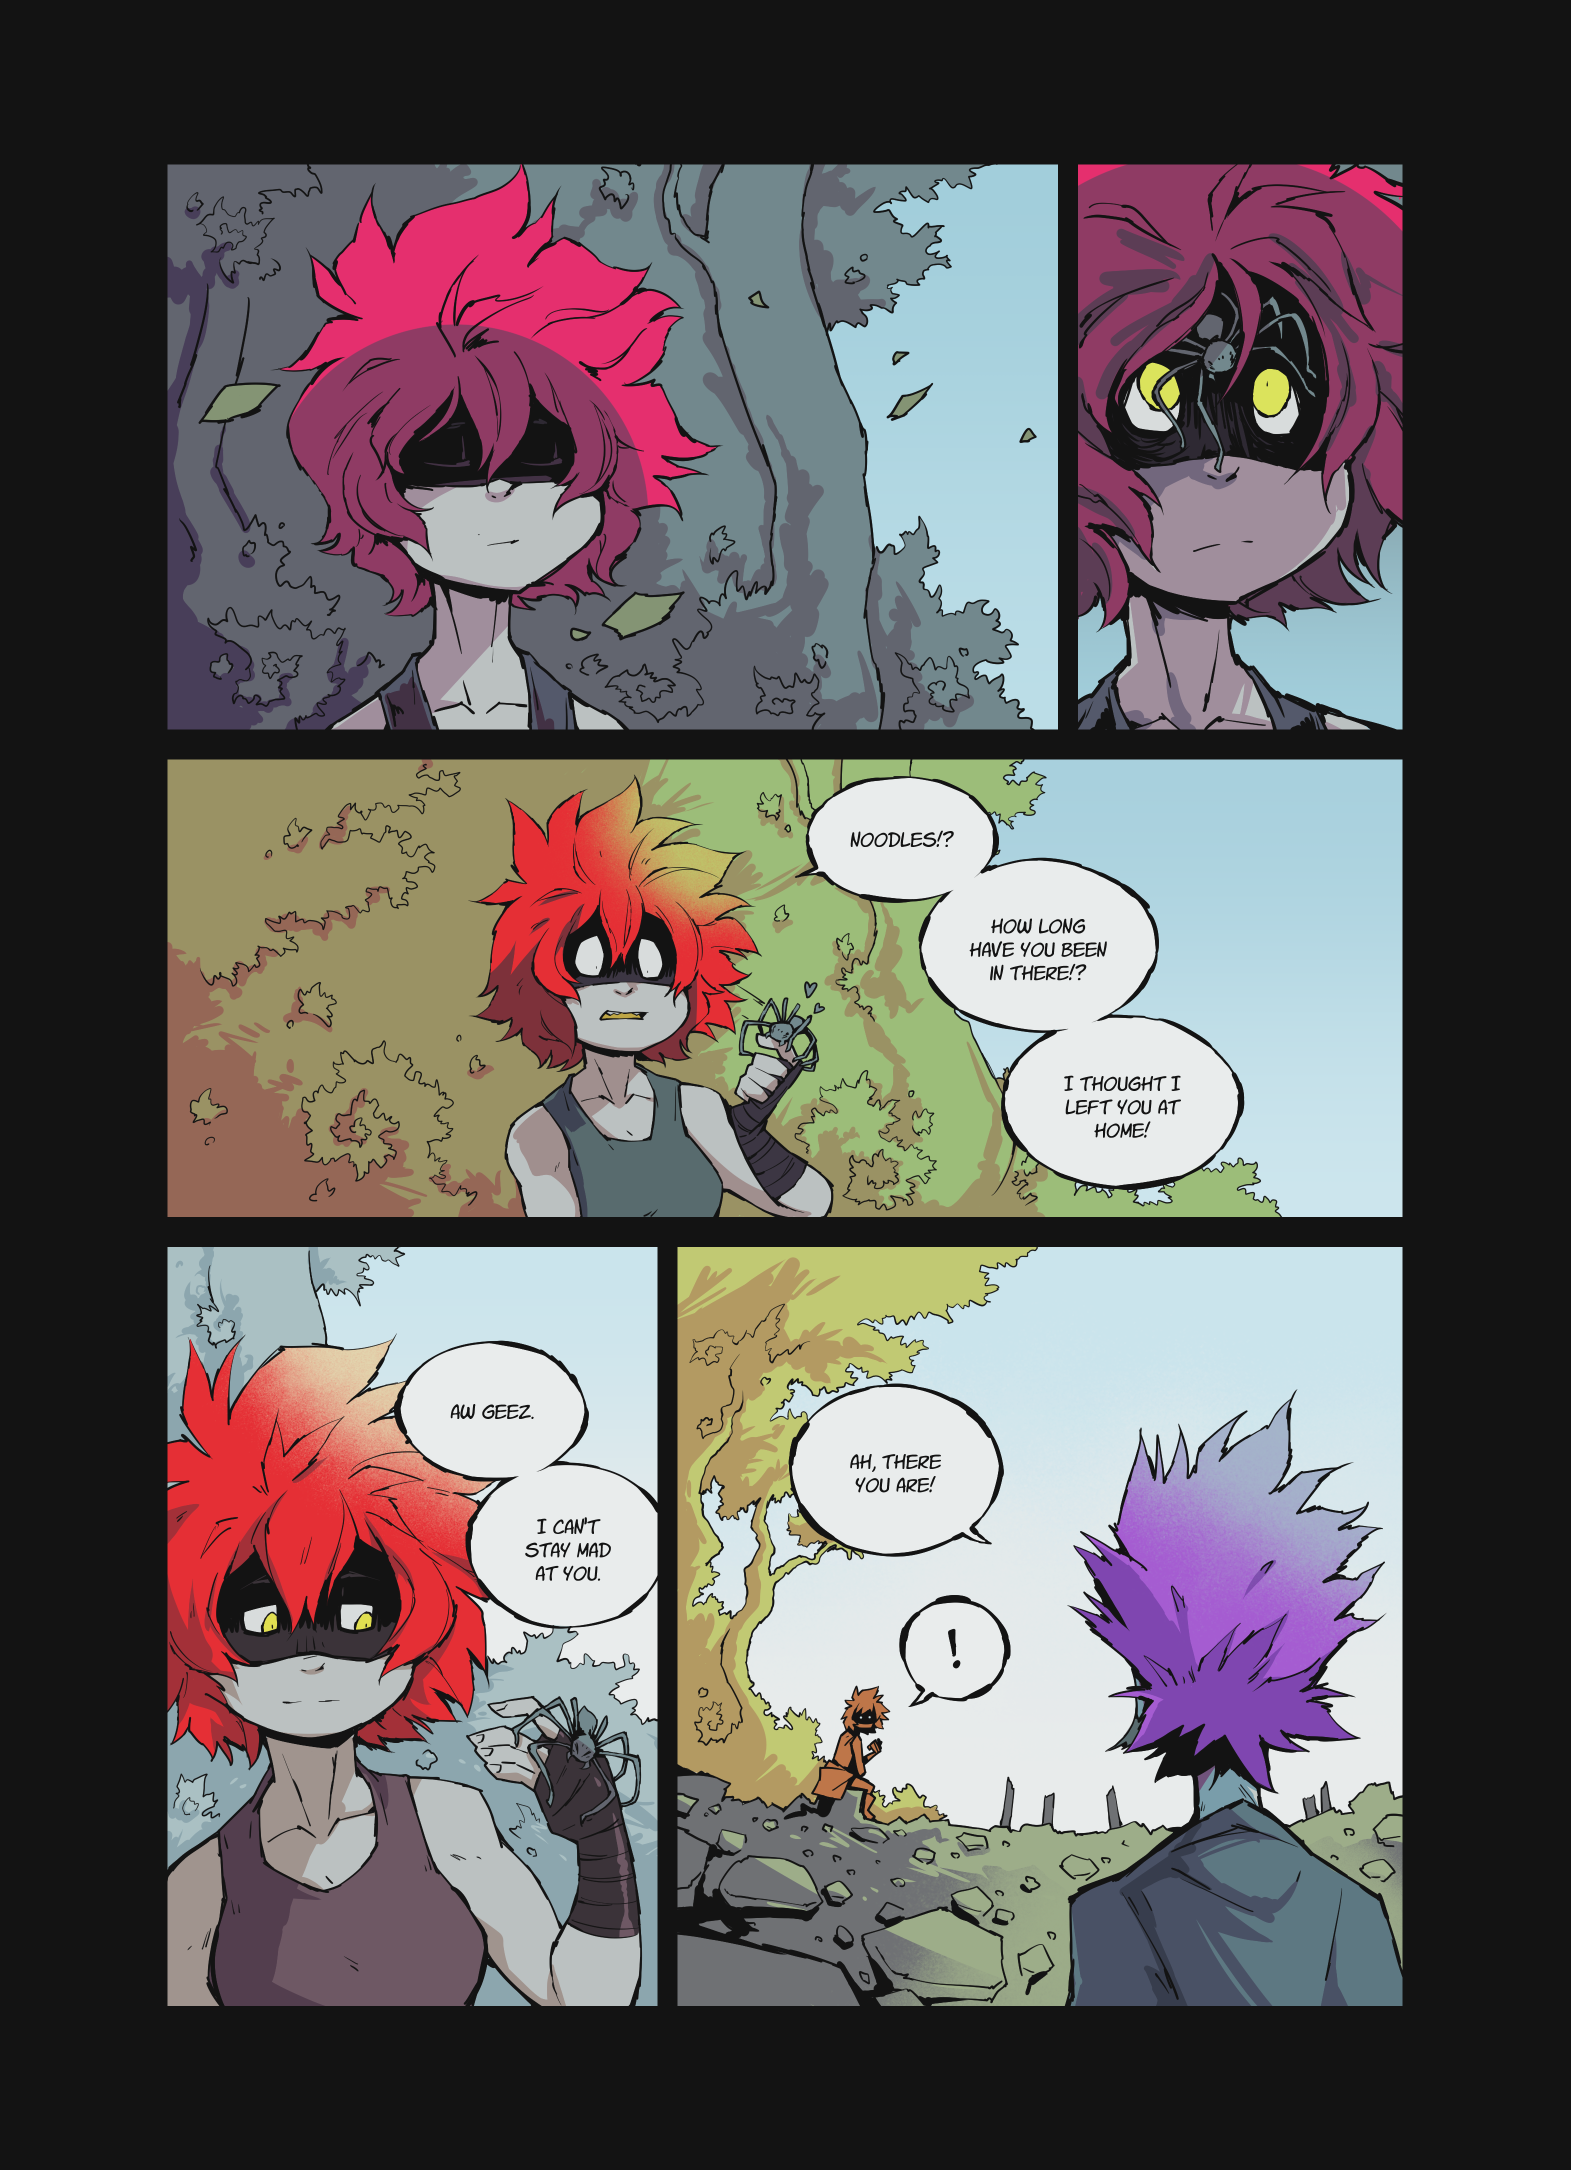 NOODLES!?
HOW LONG
HAVE YOU BEEN
IN THERE!?
I THOUGHT I
LEFT YOU AT
HOME!
AW GEEZ.
I CAN'T
STAY MAD
AT YOU.
AH, THERE
YOU ARE!
!